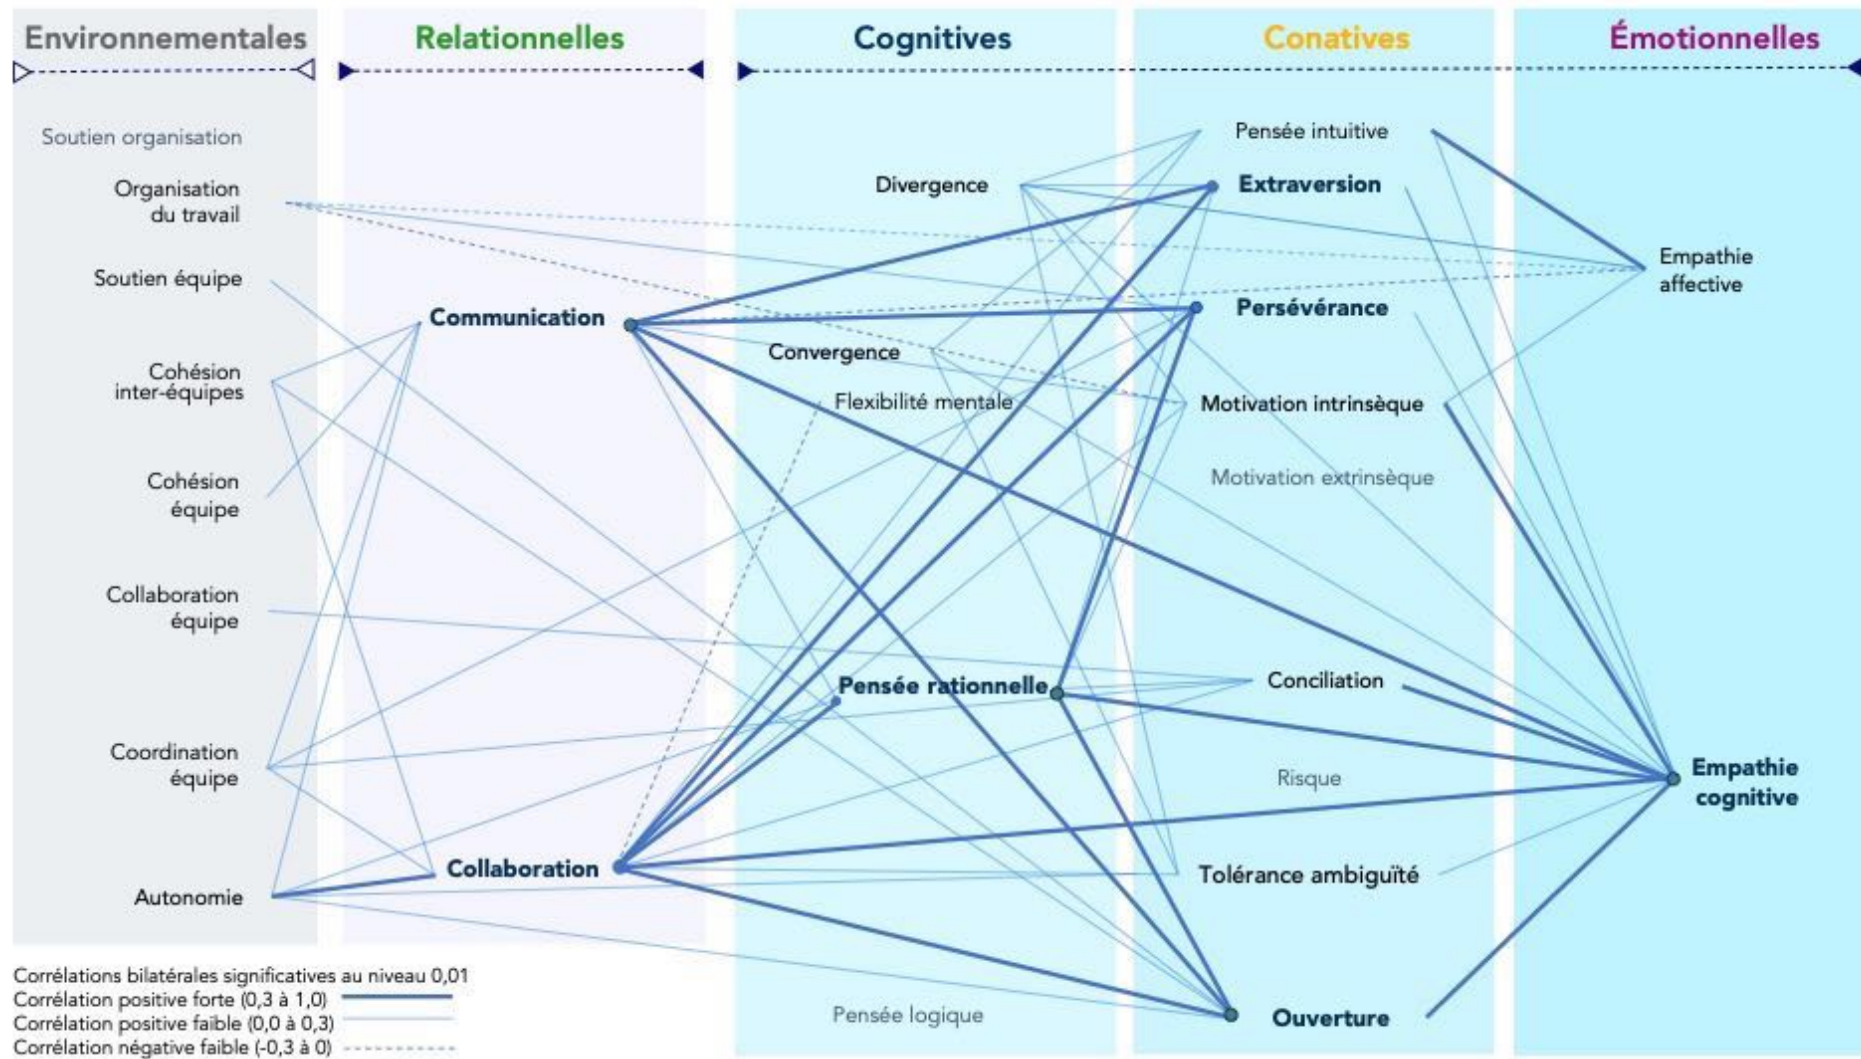 Environnementales
Relationnelles
Cognitives
Conatives
Émotionnelles
Soutien organisation
Organisation
du travail
Soutien équipe
Cohésion
inter-équipes
Cohésion
équipe
Collaboration
équipe
Coordination
équipe
Autonomie
Communication
Collaboration
Divergence
Convergence
Flexibilité mentale
Pensée rationnelle
Pensée logique
Pensée intuitive
Extraversion
Persévérance
Motivation intrinsèque
Motivation extrinsèque
Conciliation
Risque
Tolérance ambiguïté
Ouverture
Empathie
affective
Empathie
cognitive
Corrélations bilatérales significatives au niveau 0,01
Corrélation positive forte (0,3 à 1,0)
Corrélation positive faible (0,0 à 0,3)
Corrélation négative faible (-0,3 à 0)